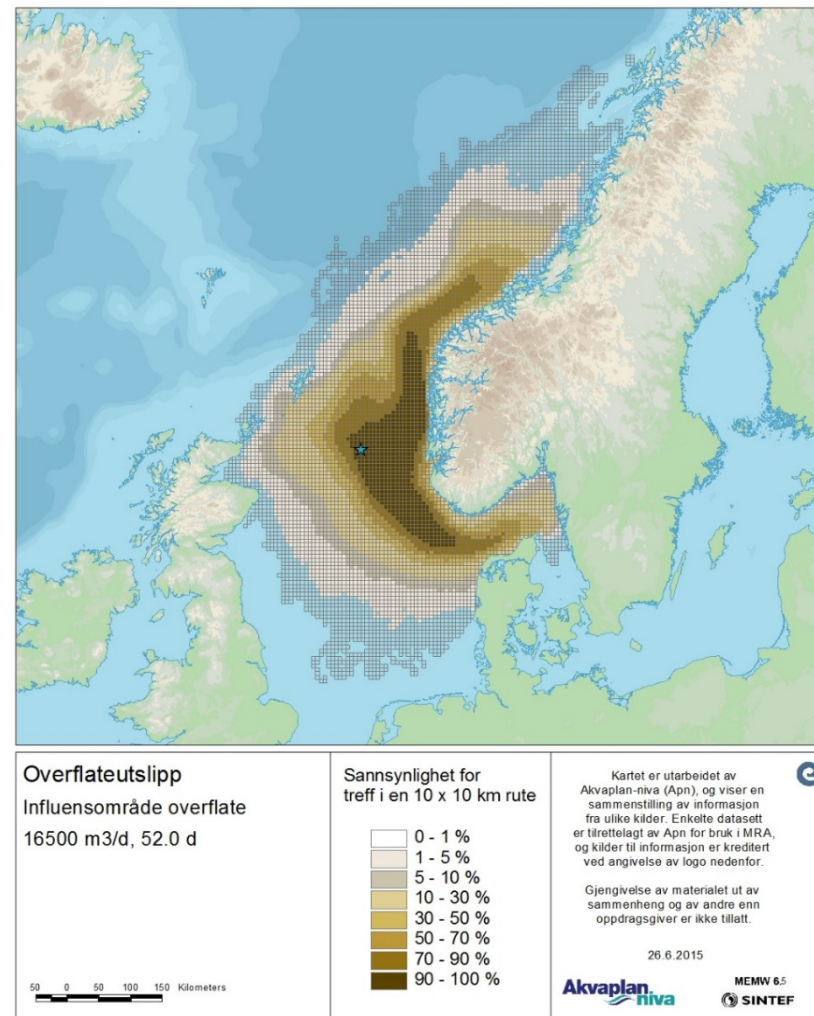 Overflateutslipp
Influensområde overflate
16500 m3/d, 52.0 d
50 0 50 100 150 Kilometers
Sannsynlighet for
treff i en 10 x 10 km rute
0 - 1 %
1 - 5 %
5 - 10 %
10 - 30 %
30 - 50 %
50 - 70 %
70 - 90 %
90 - 100 %
Kartet er utarbeidet av
Akvaplan-niva (Apn), og viser en
sammenstilling av informasjon
fra ulike kilder. Enkelte datasett
er tilrettelagt av Apn for bruk i MRA,
og kilder til informasjon er kreditert
ved angivelse av logo nedenfor.
Gjengivelse av materialet ut av
sammenheng og av andre enn
oppdragsgiver er ikke tillatt.
26.6.2015
Akvaplan
niva
MEMW 6.5
SINTEF